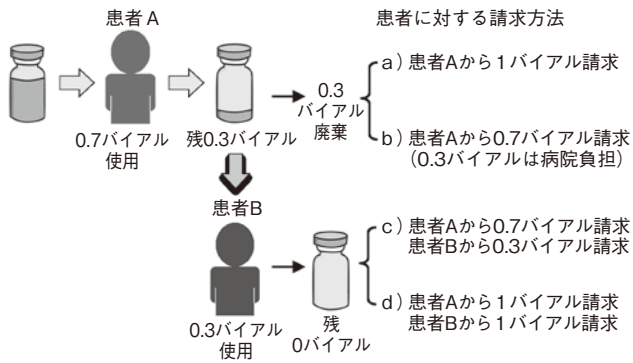 患者A
患者に対する請求方法
0.7バイアル
使用
残0.3バイアル
0.3
バイアル
廃棄
a）患者Aから1バイアル請求
b）患者Aから0.7バイアル請求
（0.3バイアルは病院負担）
患者B
0.3バイアル
使用
残
0バイアル
c）患者Aから0.7バイアル請求
患者Bから0.3バイアル請求
d）患者Aから1バイアル請求
患者Bから1バイアル請求